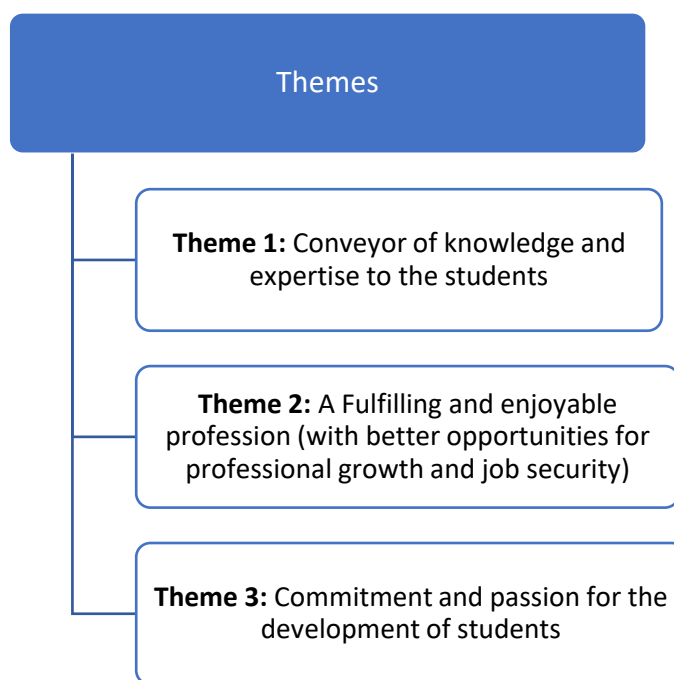 Themes
Theme 1: Conveyor of knowledge and
expertise to the students
Theme 2: A Fulfilling and enjoyable
profession (with better opportunities for
professional growth and job security)
Theme 3: Commitment and passion for the
development of students